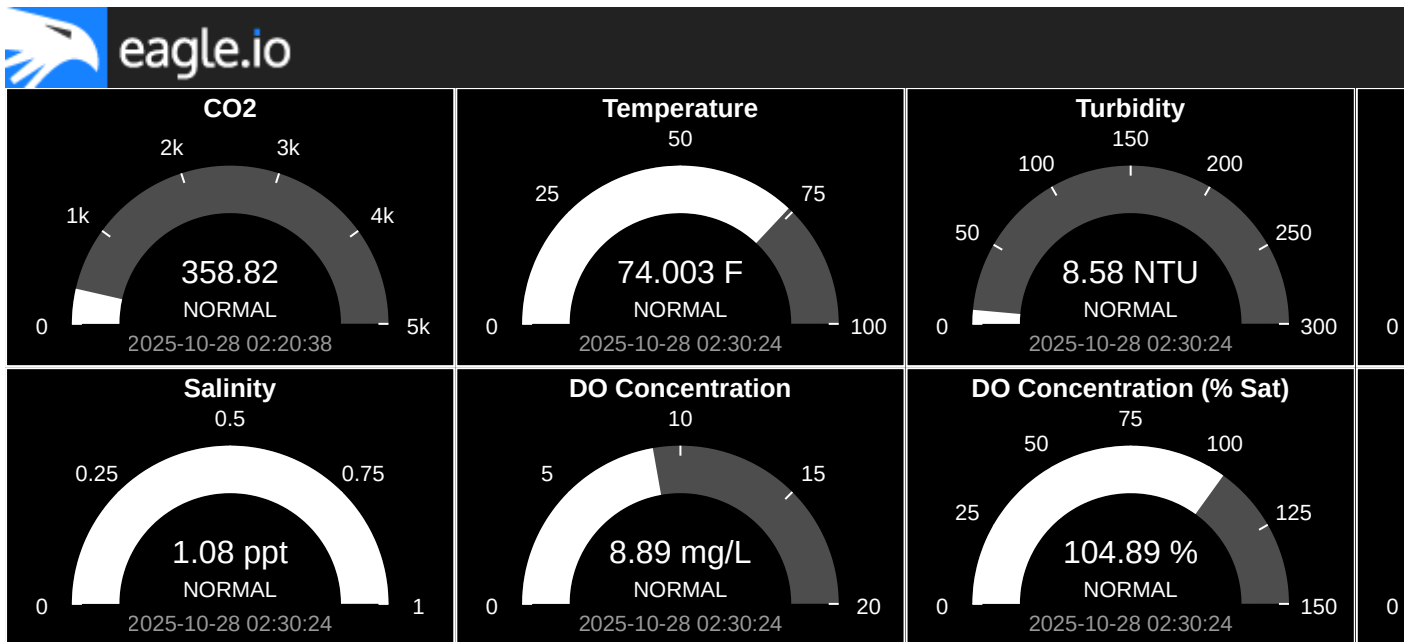 eagle.io
CO2
2k 3k
1k 4k
358.82
NORMAL
0 5k
2025-10-28 02:20:38
Temperature
50
25 75
74.003 F
NORMAL
0 100
2025-10-28 02:30:24
Turbidity
150
100 200
50 250
8.58 NTU
NORMAL
0 300
2025-10-28 02:30:24
0
Salinity
0.5
0.25 0.75
1.08 ppt
NORMAL
0 1
2025-10-28 02:30:24
DO Concentration
10
5 15
8.89 mg/L
NORMAL
0 20
2025-10-28 02:30:24
DO Concentration (% Sat)
75
50 100
25 125
104.89 %
NORMAL
0 150
2025-10-28 02:30:24
0